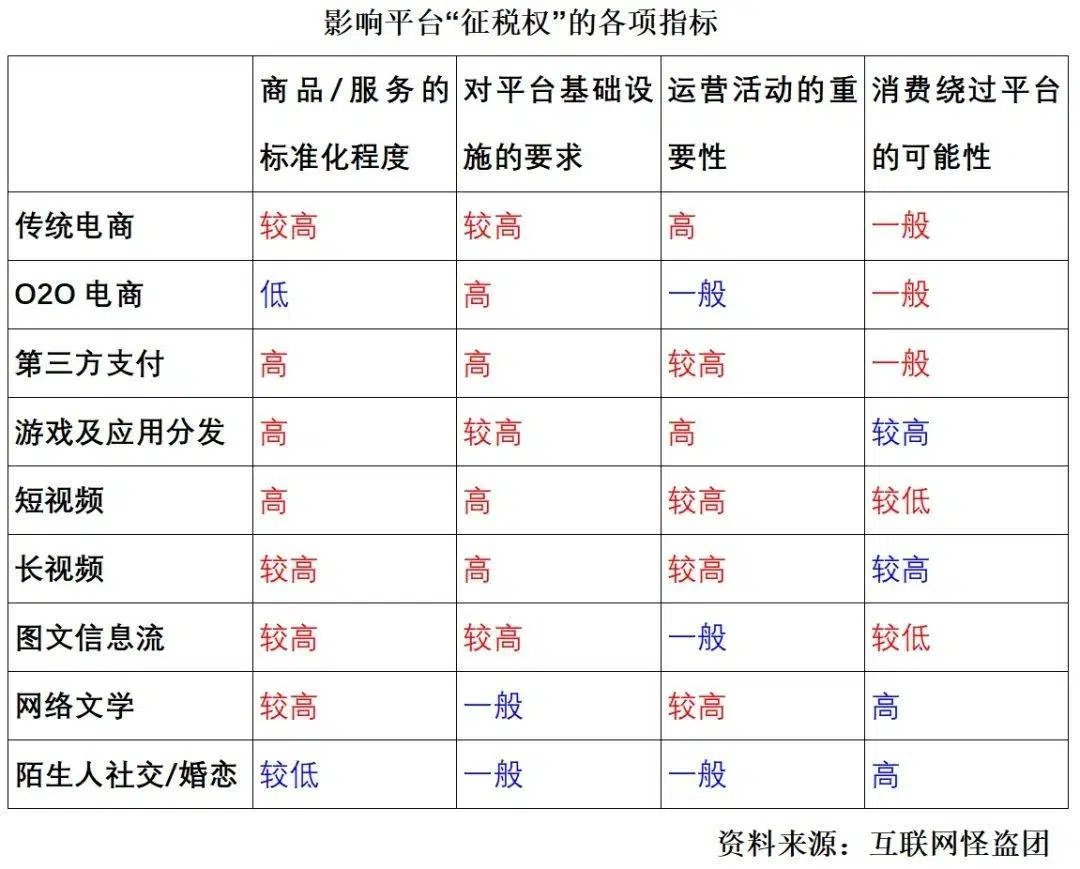 影响平台“征税权”的各项指标
商品/服务的标准化程度 对平台基础设施的要求 运营活动的重要性 消费绕过平台的可能性
传统电商 较高 较高 高 一般
O2O 电商 低 高 一般 一般
第三方支付 高 高 较高 一般
游戏及应用分发 高 较高 高 较高
短视频 高 高 较高 较低
长视频 较高 高 较高 较高
图文信息流 较高 较高 一般 较低
网络文学 较高 一般 较高 高
陌生人社交/婚恋 较低 一般 一般 高
资料来源：互联网怪盗团